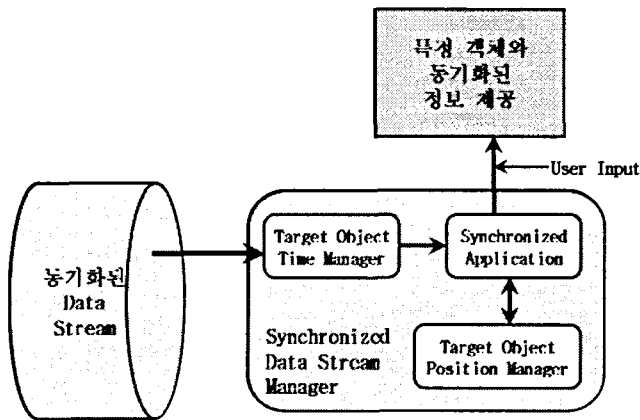 특정 객체와
동기화된
정보 제공
User Input
Target Object
Time Manager
Synchronized
Application
동기화된
Data
Stream
Synchronized
Data Stream
Manager
Target Object
Position Manager